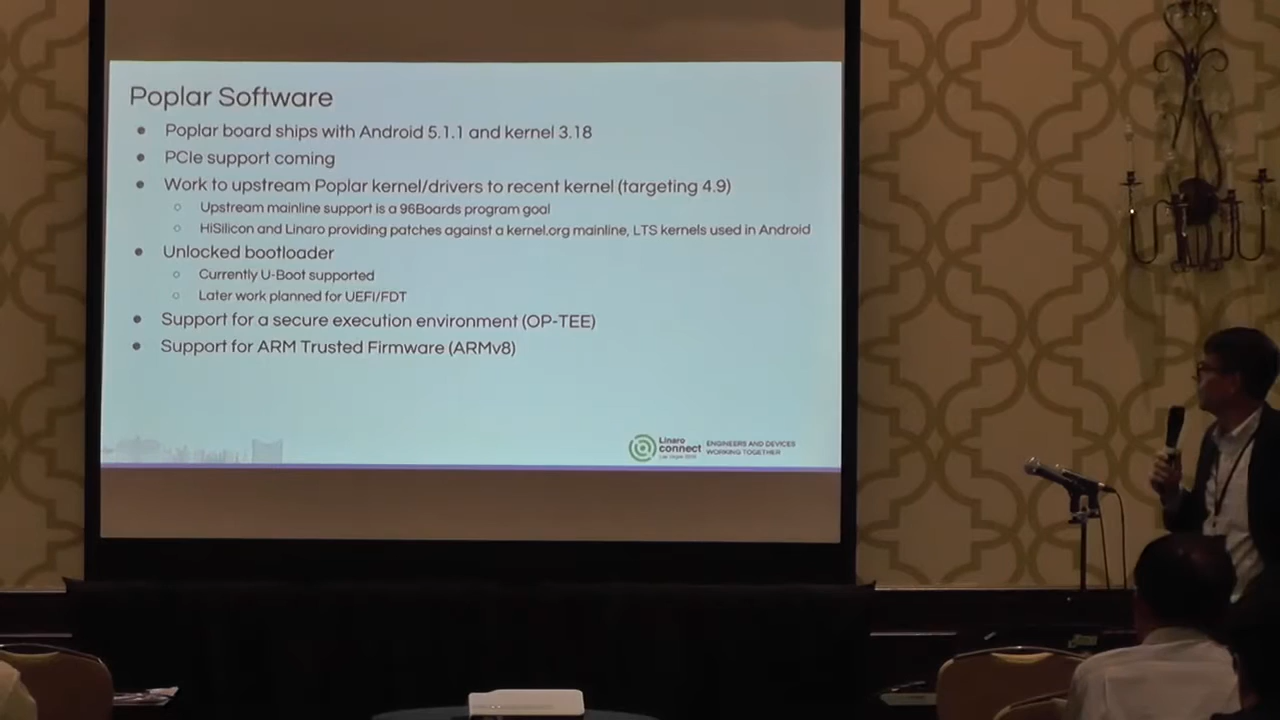 Poplar Software
● Poplar board ships with Android 5.1.1 and kernel 3.18
● PCIe support coming
● Work to upstream Poplar kernel/drivers to recent kernel (targeting 4.9)
○ Upstream mainline support is a 96Boards program goal
○ HiSilicon and Linaro providing patches against a kernel.org mainline, LTS kernels used in Android
● Unlocked bootloader
○ Currently U-Boot supported
○ Later work planned for UEFI/FDT
● Support for a secure execution environment (OP-TEE)
● Support for ARM Trusted Firmware (ARMv8)
Linaro
connect
Las Vegas 2016
ENGINEERS AND DEVICES
WORKING TOGETHER